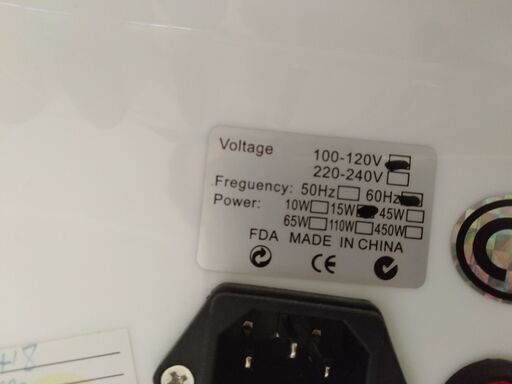 Voltage 100-120V
220-240V
Freguency: 50Hz 60Hz
Power: 10W 15W 45W
65W 110W 450W
FDA MADE IN CHINA
CE